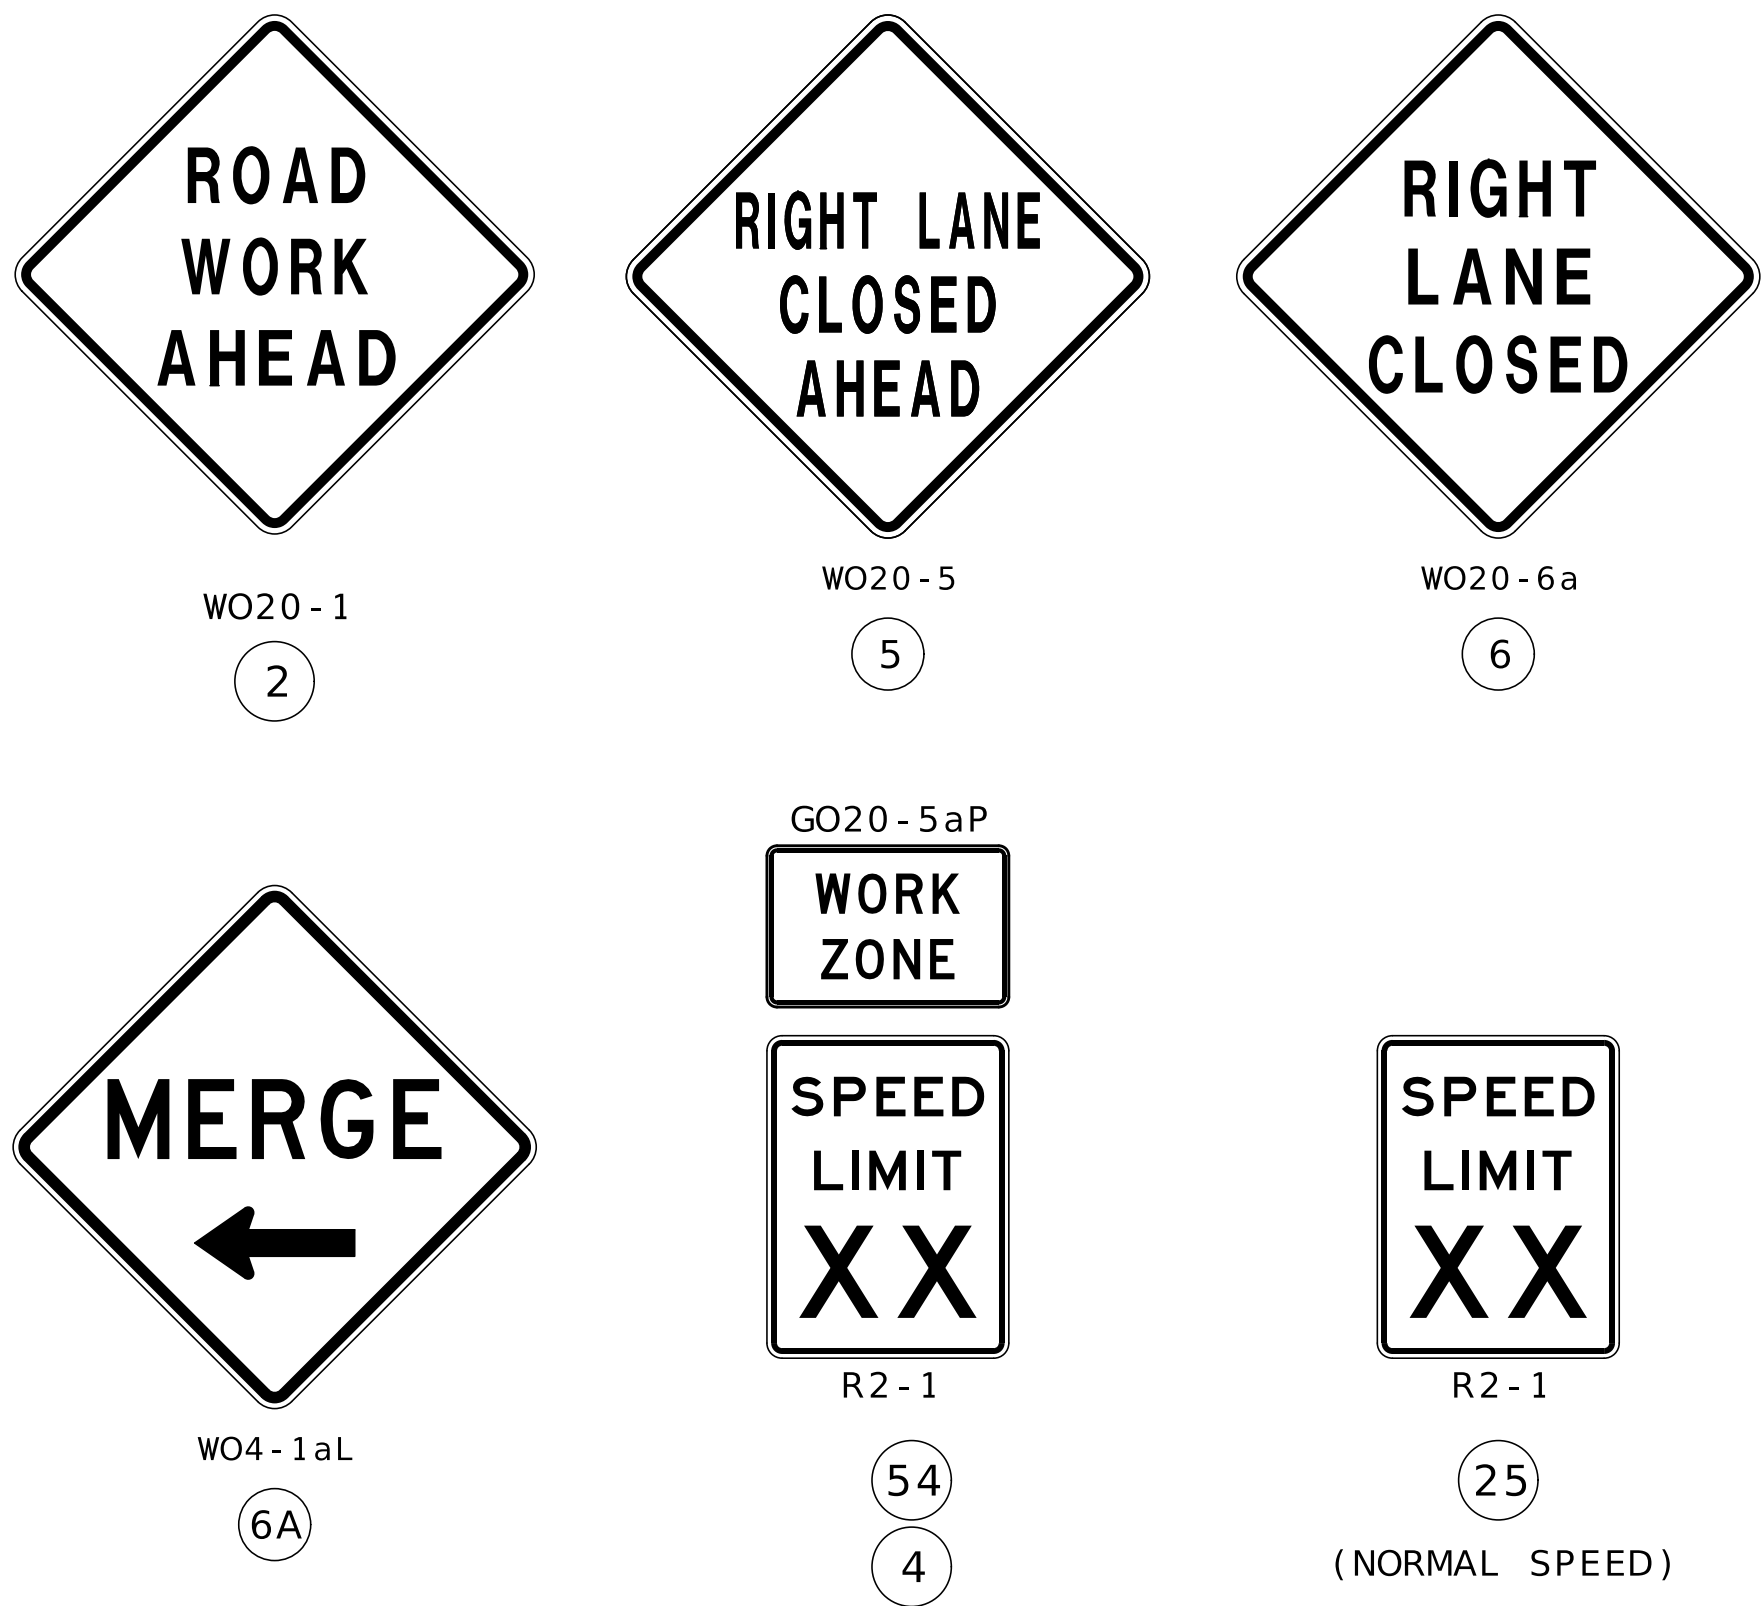 ROAD
WORK
AHEAD
WO20-1
2
RIGHT LANE
CLOSED
AHEAD
WO20-5
5
RIGHT
LANE
CLOSED
WO20-6a
6
MERGE
WO4-1aL
6A
GO20-5aP
WORK
ZONE
SPEED
LIMIT
XX
R2-1
54
4
SPEED
LIMIT
XX
R2-1
25
(NORMAL SPEED)